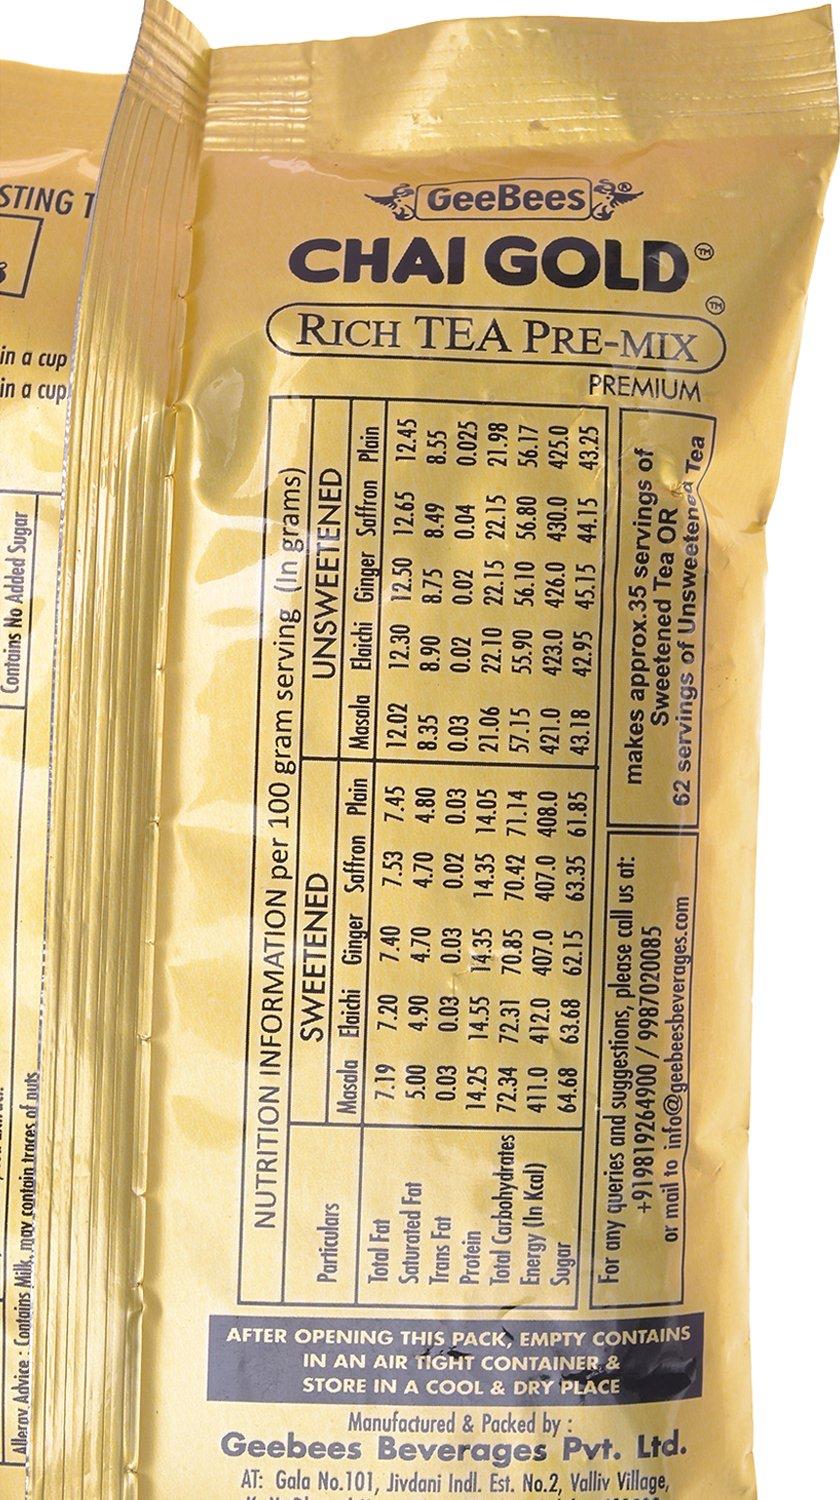 STING T
in a cup
in a cup
Contains No Added Sugar
Allergy Advice : Contains Milk, may contain traces of nuts
GeeBees®
CHAI GOLD™
RICH TEA PRE-MIX™
PREMIUM
NUTRITION INFORMATION per 100 gram serving (In grams)
Particulars SWEETENED UNSWEETENED
Masala Elaichi Ginger Saffron Plain Masala Elaichi Ginger Saffron Plain
Total Fat 7.19 7.20 7.40 7.53 7.45 12.02 12.30 12.50 12.65 12.45
Saturated Fat 5.00 4.90 4.70 4.70 4.80 8.35 8.90 8.75 8.49 8.55
Trans Fat 0.03 0.03 0.03 0.02 0.03 0.03 0.02 0.02 0.04 0.025
Protein 14.25 14.55 14.35 14.35 14.05 21.06 22.10 22.15 22.15 21.98
Total Carbohydrates 72.34 72.31 70.85 70.42 71.14 57.15 55.90 56.10 56.80 56.17
Energy (In Kcal) 411.0 412.0 407.0 407.0 408.0 421.0 423.0 426.0 430.0 425.0
Sugar 64.68 63.68 62.15 63.35 61.85 43.18 42.95 45.15 44.15 43.25
For any queries and suggestions, please call us at:
+919819264900 / 9987020085
or mail to info@geebeesbeverages.com
makes approx.35 servings of
Sweetened Tea OR
62 servings of Unsweetened Tea
AFTER OPENING THIS PACK, EMPTY CONTAINS
IN AN AIR TIGHT CONTAINER &
STORE IN A COOL & DRY PLACE
Manufactured & Packed by :
Geebees Beverages Pvt. Ltd.
AT: Gala No.101, Jivdani Indl. Est. No.2, Valliv Village,